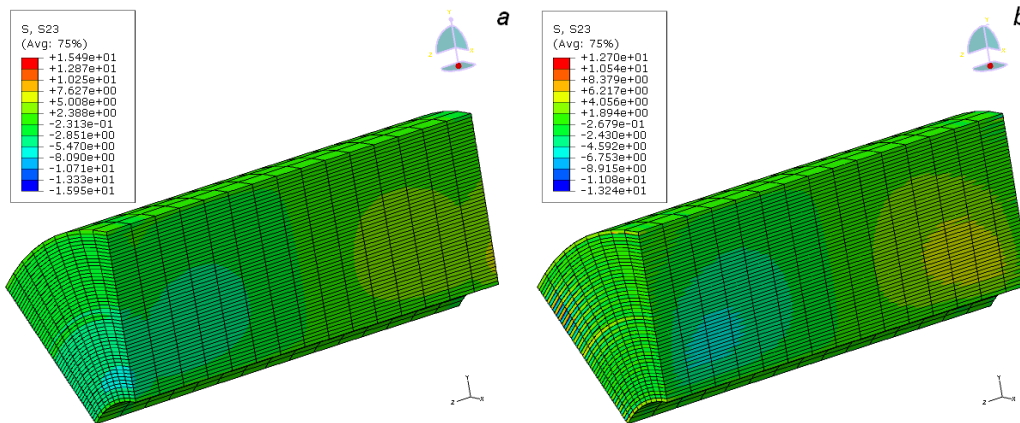 a
S, S23
(Avg: 75%)
+1.549e+01
+1.287e+01
+1.025e+01
+7.627e+00
+5.008e+00
+2.388e+00
-2.313e-01
-2.851e+00
-5.470e+00
-8.090e+00
-1.071e+01
-1.333e+01
-1.595e+01
Y
Z
X
Y
Z
X
b
S, S23
(Avg: 75%)
+1.270e+01
+1.054e+01
+8.379e+00
+6.217e+00
+4.056e+00
+1.894e+00
-2.679e-01
-2.430e+00
-4.592e+00
-6.753e+00
-8.915e+00
-1.108e+01
-1.324e+01
Y
Z
X
Y
Z
X